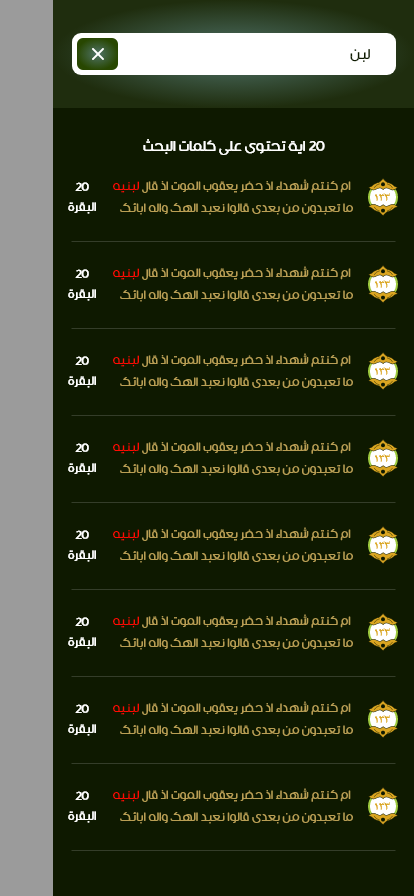 لبن
20 اية تحتوى على كلمات البحث
ام كنتم شهداء اذ حضر يعقوب الموت اذ قال لبنيه
ما تعبدون من بعدى قالوا نعبد الهك واله ابائك
١٣٣
20
البقرة
ام كنتم شهداء اذ حضر يعقوب الموت اذ قال لبنيه
ما تعبدون من بعدى قالوا نعبد الهك واله ابائك
١٣٣
20
البقرة
ام كنتم شهداء اذ حضر يعقوب الموت اذ قال لبنيه
ما تعبدون من بعدى قالوا نعبد الهك واله ابائك
١٣٣
20
البقرة
ام كنتم شهداء اذ حضر يعقوب الموت اذ قال لبنيه
ما تعبدون من بعدى قالوا نعبد الهك واله ابائك
١٣٣
20
البقرة
ام كنتم شهداء اذ حضر يعقوب الموت اذ قال لبنيه
ما تعبدون من بعدى قالوا نعبد الهك واله ابائك
١٣٣
20
البقرة
ام كنتم شهداء اذ حضر يعقوب الموت اذ قال لبنيه
ما تعبدون من بعدى قالوا نعبد الهك واله ابائك
١٣٣
20
البقرة
ام كنتم شهداء اذ حضر يعقوب الموت اذ قال لبنيه
ما تعبدون من بعدى قالوا نعبد الهك واله ابائك
١٣٣
20
البقرة
ام كنتم شهداء اذ حضر يعقوب الموت اذ قال لبنيه
ما تعبدون من بعدى قالوا نعبد الهك واله ابائك
١٣٣
20
البقرة